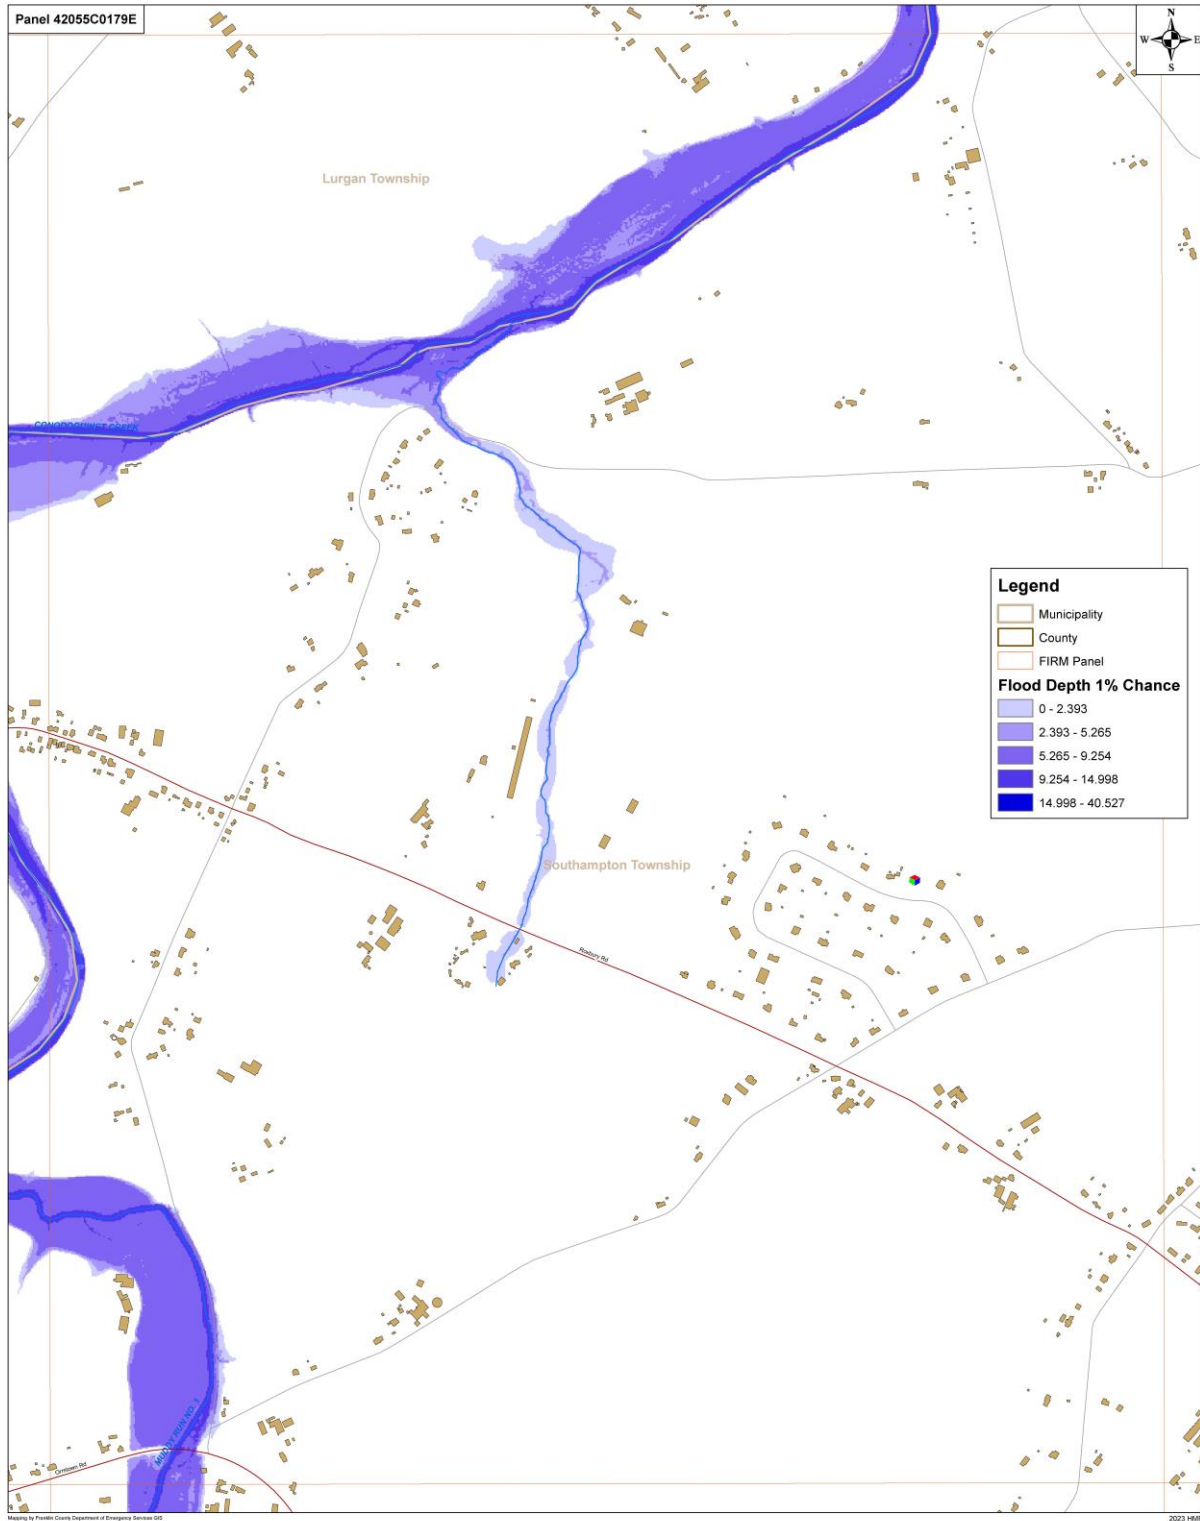 Panel 42055C0179E
N
W E
S
Lurgan Township
CONODOGUINET CREEK
Legend
Municipality
County
FIRM Panel
Flood Depth 1% Chance
0 - 2.393
2.393 - 5.265
5.265 - 9.254
9.254 - 14.998
14.998 - 40.527
Southampton Township
Roxbury Rd
MUDDY RUN NO. 1
Orrstown Rd
Mapping by Franklin County Department of Emergency Services GIS